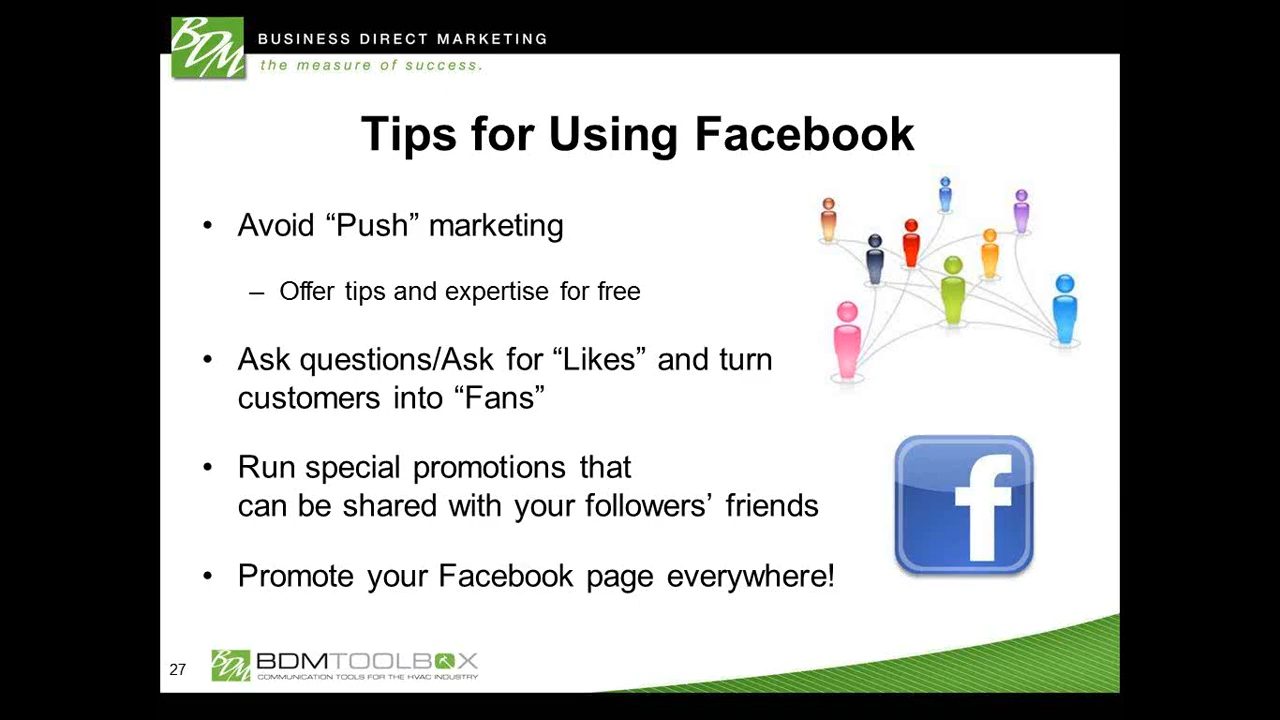 BDM
BUSINESS DIRECT MARKETING
the measure of success.
Tips for Using Facebook
• Avoid “Push” marketing
– Offer tips and expertise for free
• Ask questions/Ask for “Likes” and turn
customers into “Fans”
• Run special promotions that
can be shared with your followers’ friends
• Promote your Facebook page everywhere!
f
27
BDM
BDMTOOLBOX
COMMUNICATION TOOLS FOR THE HVAC INDUSTRY